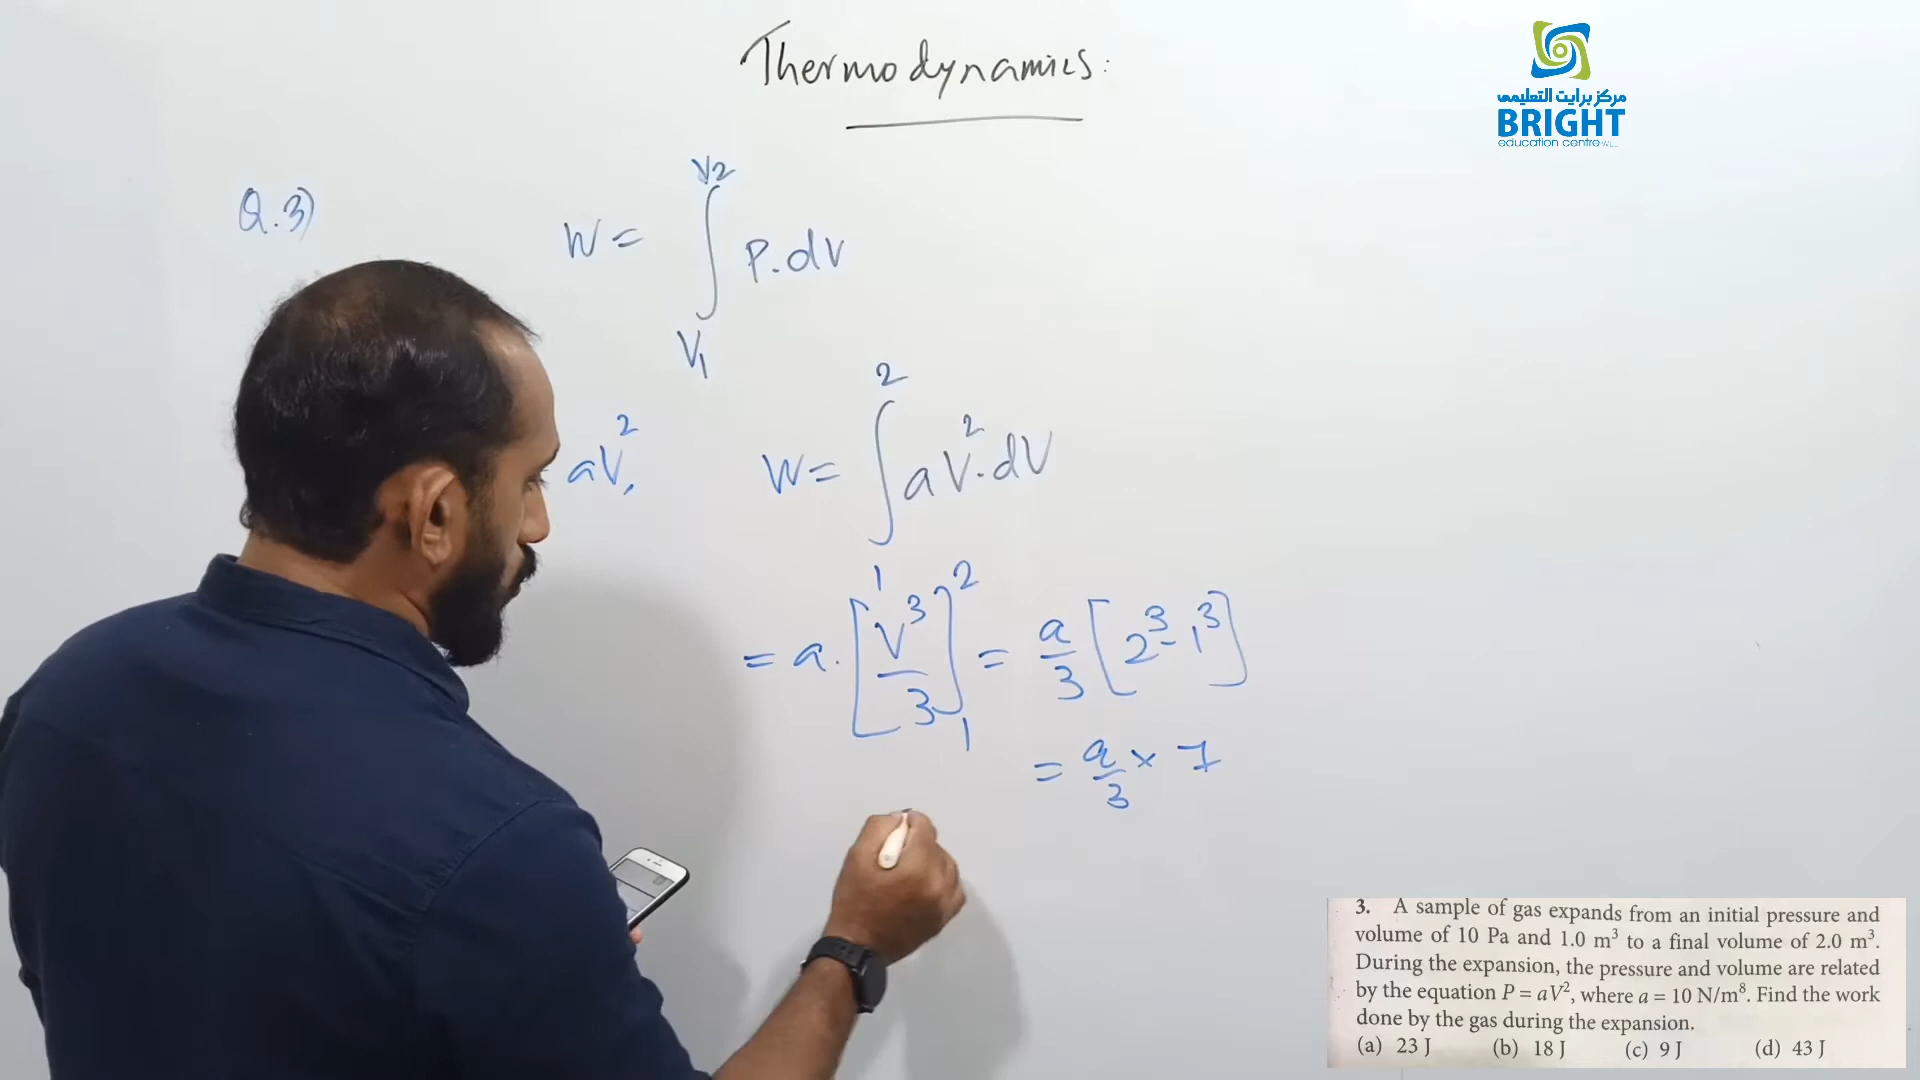 Thermodynamics:
مركز برايت التعليمي
BRIGHT
education centre W.L.L
Q.3)
W = ∫ V₁ V₂ P.dV
aV²,
W = ∫ 1 2 aV².dV
= a. [V³/3]₁² = a/3 [2³ - 1³]
= a/3 × 7
3. A sample of gas expands from an initial pressure and
volume of 10 Pa and 1.0 m³ to a final volume of 2.0 m³.
During the expansion, the pressure and volume are related
by the equation P = aV², where a = 10 N/m⁸. Find the work
done by the gas during the expansion.
(a) 23 J (b) 18 J (c) 9 J (d) 43 J